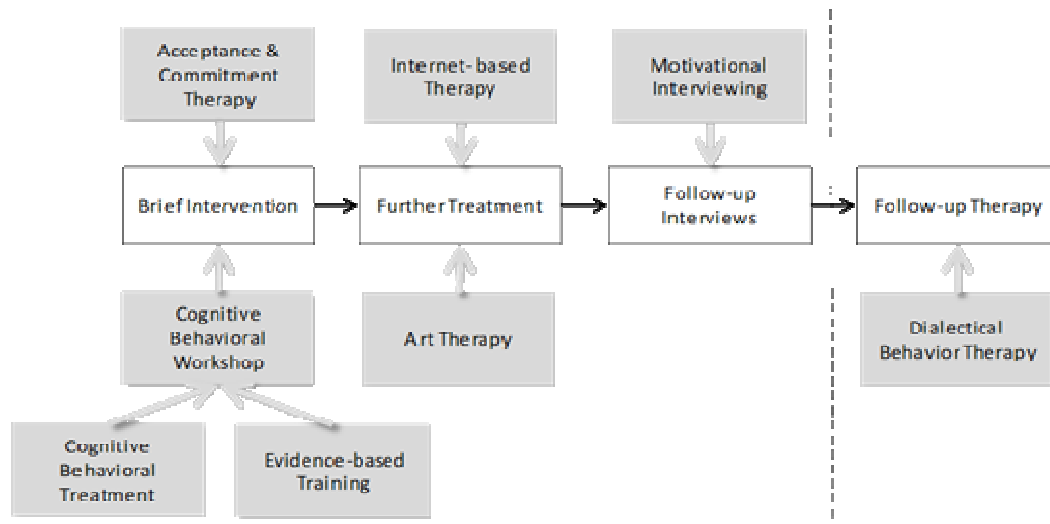 Acceptance &
Commitment
Therapy
Internet-based
Therapy
Motivational
Interviewing
Brief Intervention
Further Treatment
Follow-up
Interviews
Follow-up Therapy
Cognitive
Behavioral
Workshop
Art Therapy
Dialectical
Behavior Therapy
Cognitive
Behavioral
Treatment
Evidence-based
Training